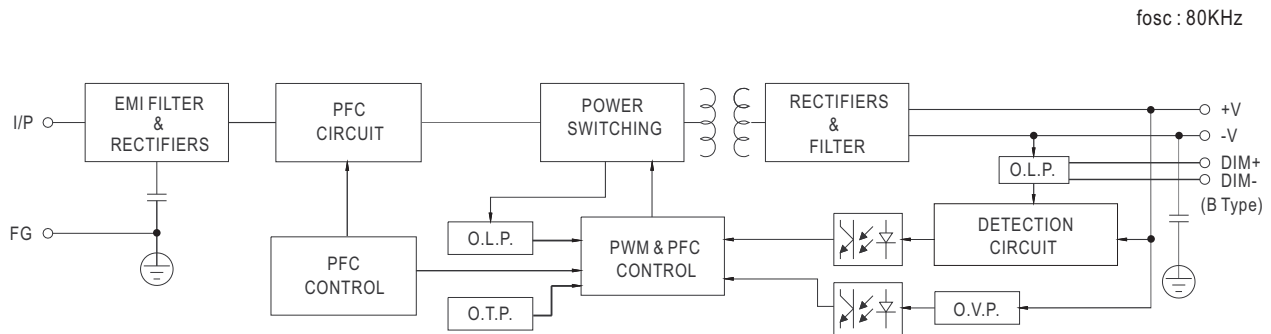 fosc : 80KHz
I/P
EMI FILTER
&
RECTIFIERS
PFC
CIRCUIT
POWER
SWITCHING
RECTIFIERS
&
FILTER
+V
-V
DIM+
DIM-
(B Type)
O.L.P.
FG
O.L.P.
DETECTION
CIRCUIT
PFC
CONTROL
PWM & PFC
CONTROL
O.T.P.
O.V.P.